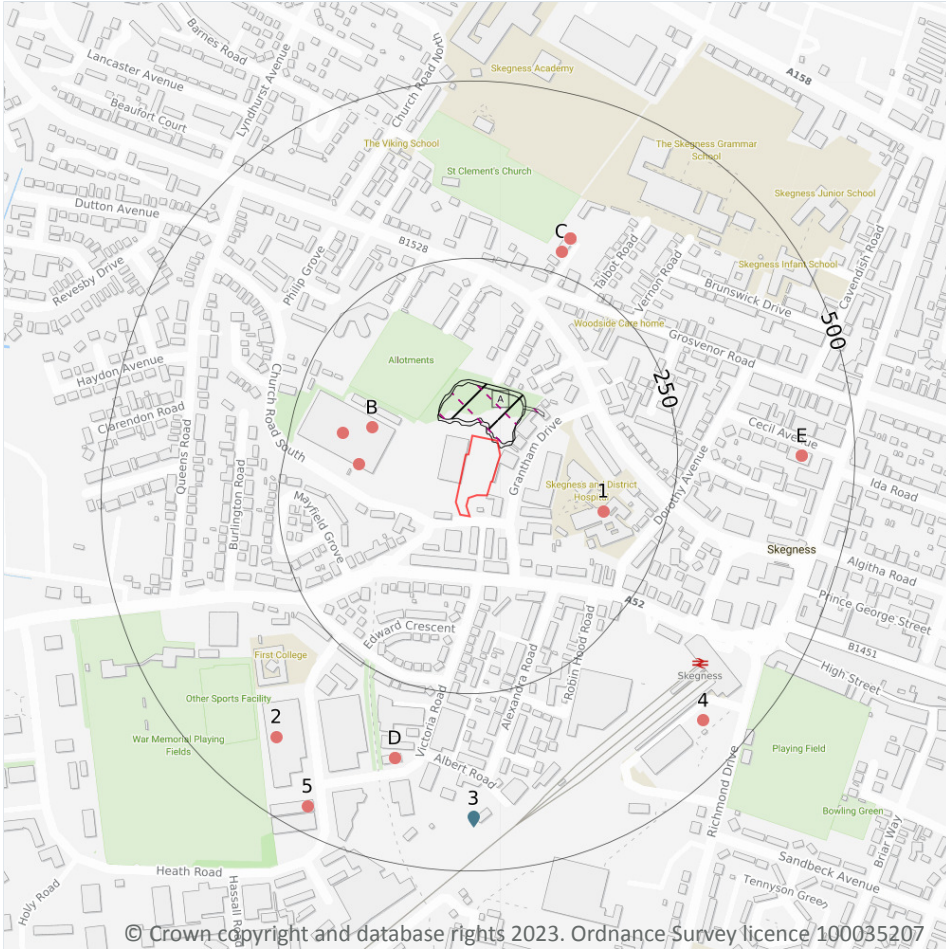 Barnes Road
Lancaster Avenue
Beaufort Court
Lyndhurst Avenue
Church Road North
Skegness Academy
A158
The Viking School
The Skegness Grammar
School
St Clement's Church
Skegness Junior School
Dutton Avenue
B1528
C
Talbot Road
Vernon Road
Skegness Infant School
Cavendish Road
Revesby Drive
Philip Grove
Brunswick Drive
Woodside Care home
500
Grosvenor Road
Allotments
Haydon Avenue
Church Road South
250
A
Clarendon Road
B
Cecil Avenue
E
Queens Road
Grantham Drive
Dorothy Avenue
Burlington Road
Skegness and District
Hospital
1
Ida Road
Mayfield Grove
Skegness
Algitha Road
A52
Prince George Street
Edward Crescent
Robin Hood Road
B1451
First College
Alexandra Road
Skegness
High Street
Other Sports Facility
Victoria Road
4
2
War Memorial Playing
Fields
D
Playing Field
Albert Road
Richmond Drive
5
3
Bowling Green
Briar Way
Heath Road
Sandbeck Avenue
Holly Road
Hassall Road
Tennyson Green
© Crown copyright and database rights 2023. Ordnance Survey licence 100035207